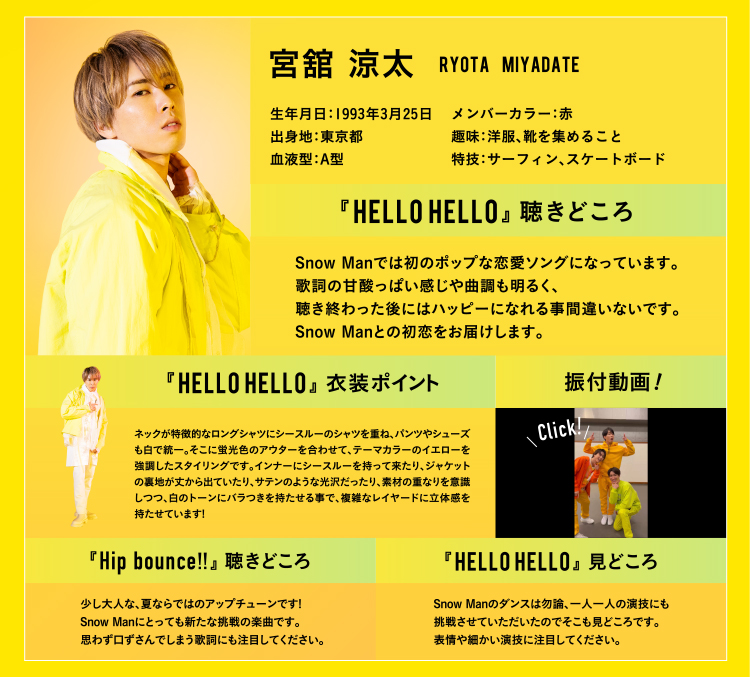 宮舘 涼太 RYOTA MIYADATE
生年月日：1993年3月25日 メンバーカラー：赤
出身地：東京都 趣味：洋服、靴を集めること
血液型：A型 特技：サーフィン、スケートボード
『HELLO HELLO』聴きどころ
Snow Manでは初のポップな恋愛ソングになっています。
歌詞の甘酸っぱい感じや曲調も明るく、
聴き終わった後にはハッピーになれる事間違いないです。
Snow Manとの初恋をお届けします。
『HELLO HELLO』衣装ポイント
ネックが特徴的なロングシャツにシースルーのシャツを重ね、パンツやシューズ
も白で統一。そこに蛍光色のアウターを合わせて、テーマカラーのイエローを
強調したスタイリングです。インナーにシースルーを持って来たり、ジャケット
の裏地が丈から出ていたり、サテンのような光沢だったり、素材の重なりを意識
しつつ、白のトーンにバラつきを持たせる事で、複雑なレイヤードに立体感を
持たせています！
振付動画！
Click!
『Hip bounce!!』聴きどころ
少し大人な、夏ならではのアップチューンです！
Snow Manにとっても新たな挑戦の楽曲です。
思わず口ずさんでしまう歌詞にも注目してください。
『HELLO HELLO』見どころ
Snow Manのダンスは勿論、一人一人の演技にも
挑戦させていただいたのでそこも見どころです。
表情や細かい演技に注目してください。